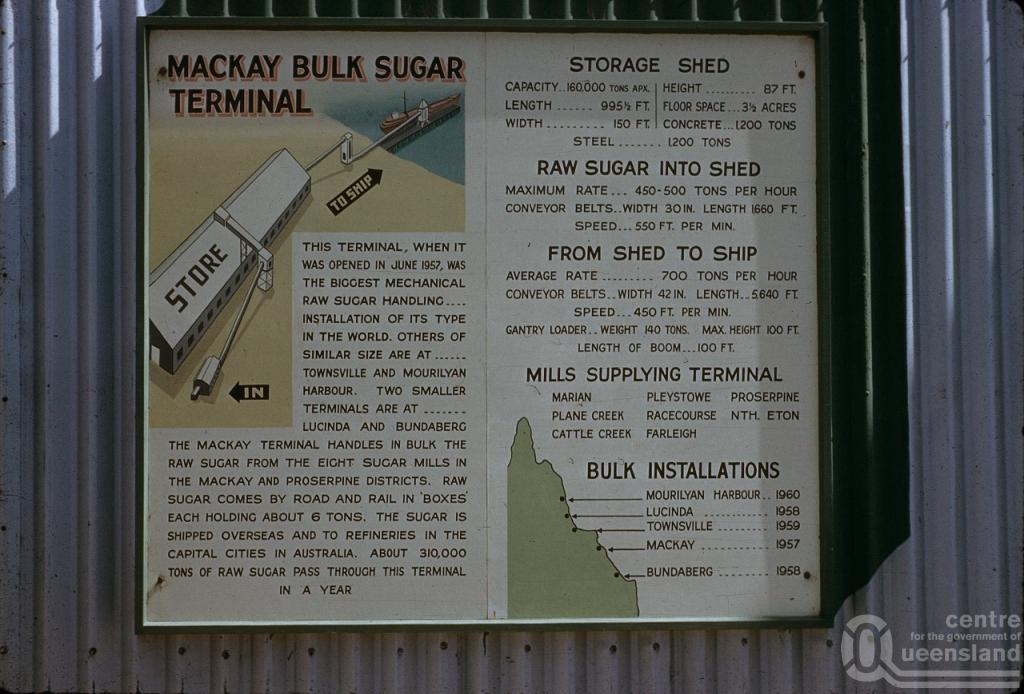 MACKAY BULK SUGAR
TERMINAL
TO SHIP
STORE
IN
THIS TERMINAL, WHEN IT
WAS OPENED IN JUNE 1957, WAS
THE BIGGEST MECHANICAL
RAW SUGAR HANDLING....
INSTALLATION OF ITS TYPE
IN THE WORLD. OTHERS OF
SIMILAR SIZE ARE AT ......
TOWNSVILLE AND MOURILYAN
HARBOUR. TWO SMALLER
TERMINALS ARE AT .......
LUCINDA AND BUNDABERG
THE MACKAY TERMINAL HANDLES IN BULK THE
RAW SUGAR FROM THE EIGHT SUGAR MILLS IN
THE MACKAY AND PROSERPINE DISTRICTS. RAW
SUGAR COMES BY ROAD AND RAIL IN 'BOXES'
EACH HOLDING ABOUT 6 TONS. THE SUGAR IS
SHIPPED OVERSEAS AND TO REFINERIES IN THE
CAPITAL CITIES IN AUSTRALIA. ABOUT 310,000
TONS OF RAW SUGAR PASS THROUGH THIS TERMINAL
IN A YEAR
STORAGE SHED
CAPACITY..160,000 TONS APX. HEIGHT ......... 87 FT.
LENGTH ...... 995½ FT. FLOOR SPACE...3½ ACRES
WIDTH ......... 150 FT. CONCRETE...1,200 TONS
STEEL ....... 1,200 TONS
RAW SUGAR INTO SHED
MAXIMUM RATE... 450-500 TONS PER HOUR
CONVEYOR BELTS..WIDTH 30 IN. LENGTH 1660 FT.
SPEED...550 FT. PER MIN.
FROM SHED TO SHIP
AVERAGE RATE ......... 700 TONS PER HOUR
CONVEYOR BELTS..WIDTH 42 IN. LENGTH..5,640 FT.
SPEED...450 FT. PER MIN.
GANTRY LOADER..WEIGHT 140 TONS. MAX. HEIGHT 100 FT.
LENGTH OF BOOM...100 FT.
MILLS SUPPLYING TERMINAL
MARIAN PLEYSTOWE PROSERPINE
PLANE CREEK RACECOURSE NTH. ETON
CATTLE CREEK FARLEIGH
BULK INSTALLATIONS
MOURILYAN HARBOUR.. 1960
LUCINDA ............ 1958
TOWNSVILLE ........ 1959
MACKAY ............ 1957
BUNDABERG ......... 1958
centre
for the government of
Queensland